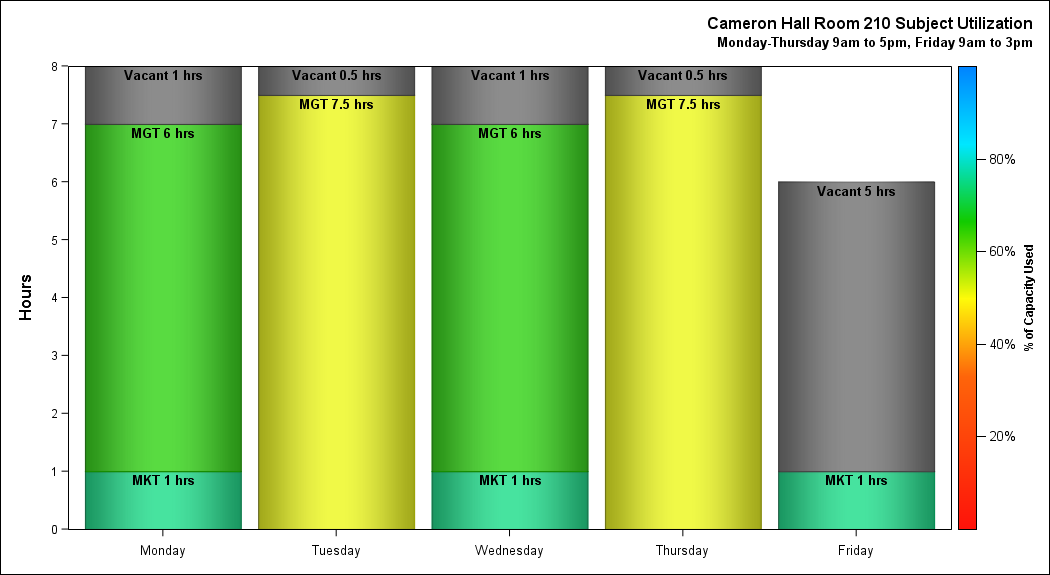 Cameron Hall Room 210 Subject Utilization
Monday-Thursday 9am to 5pm, Friday 9am to 3pm
8
7
6
5
4
3
2
1
0
Hours
Vacant 1 hrs
MGT 6 hrs
MKT 1 hrs
Vacant 0.5 hrs
MGT 7.5 hrs
Vacant 1 hrs
MGT 6 hrs
MKT 1 hrs
Vacant 0.5 hrs
MGT 7.5 hrs
Vacant 5 hrs
MKT 1 hrs
Monday
Tuesday
Wednesday
Thursday
Friday
80%
60%
40%
20%
% of Capacity Used